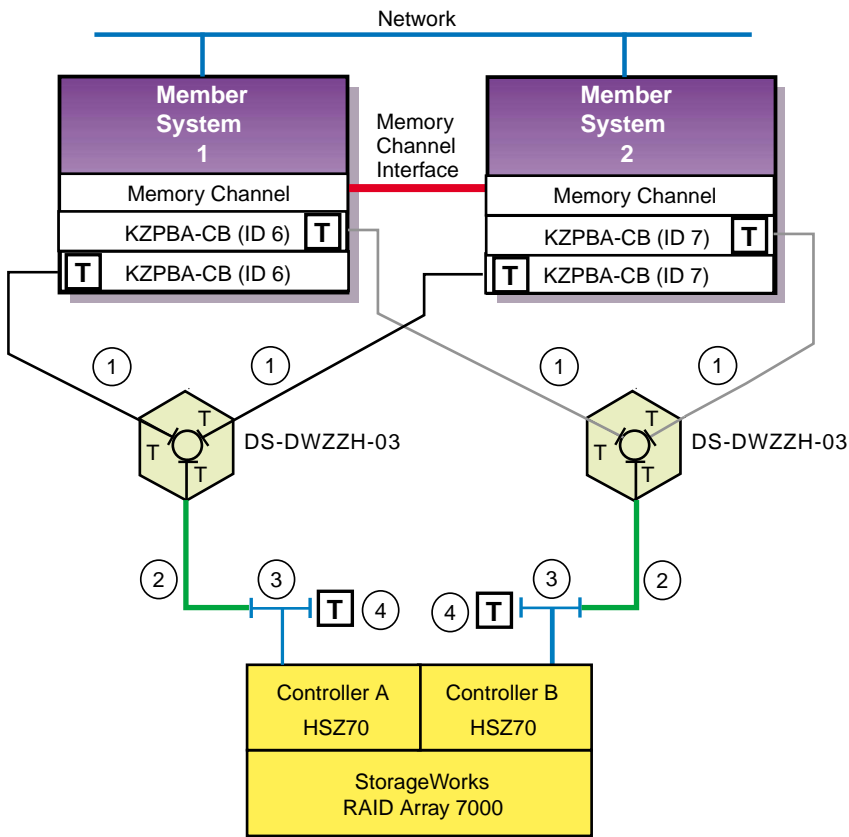 Network
Member
System
1
Memory
Channel
Interface
Member
System
2
Memory Channel
Memory Channel
KZPBA-CB (ID 6) T
KZPBA-CB (ID 7) T
T KZPBA-CB (ID 6)
T KZPBA-CB (ID 7)
1
1
1
1
T
T
T
DS-DWZZH-03
T
T
T
DS-DWZZH-03
2
3
T
4
4
T
3
2
Controller A
HSZ70
Controller B
HSZ70
StorageWorks
RAID Array 7000